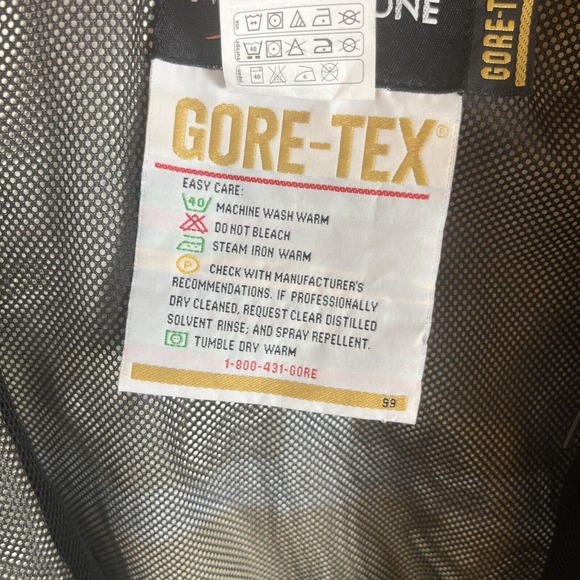 ONE
GORE-T
40
40
GORE-TEX®
EASY CARE:
40 MACHINE WASH WARM
DO NOT BLEACH
STEAM IRON WARM
P CHECK WITH MANUFACTURER'S
RECOMMENDATIONS. IF PROFESSIONALLY
DRY CLEANED, REQUEST CLEAR DISTILLED
SOLVENT RINSE; AND SPRAY REPELLENT.
TUMBLE DRY WARM
1-800-431-GORE
99